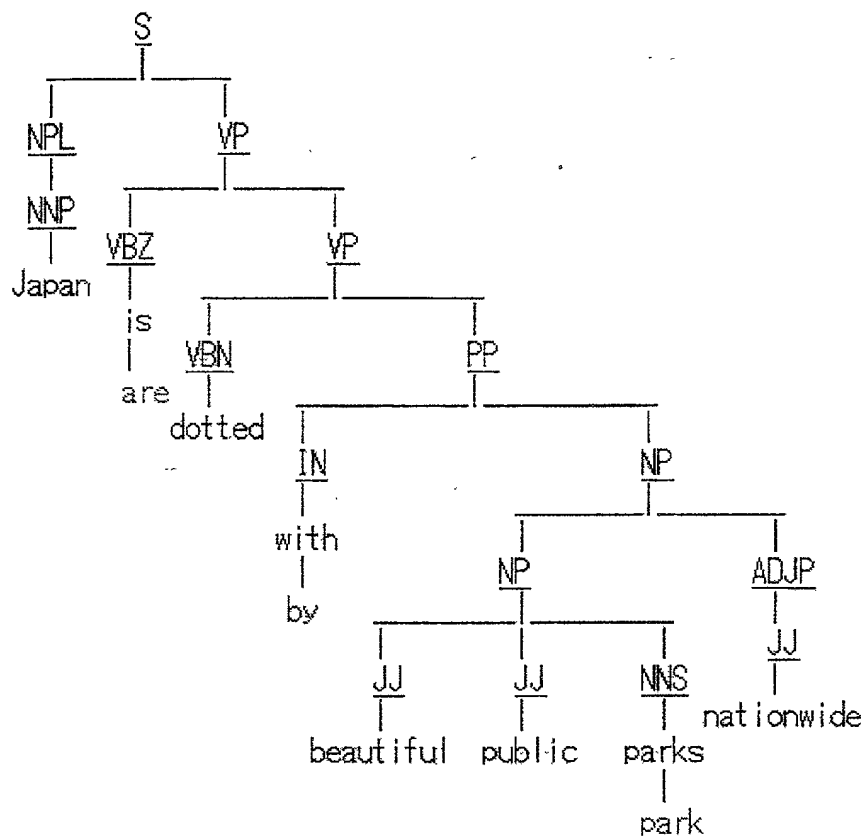 S
NPL VP
NNP
VBZ VP
Japan
is
VBN PP
are
dotted
IN NP
with
NP ADJP
by
JJ JJ NNS JJ
nationwide
beautiful public parks
park